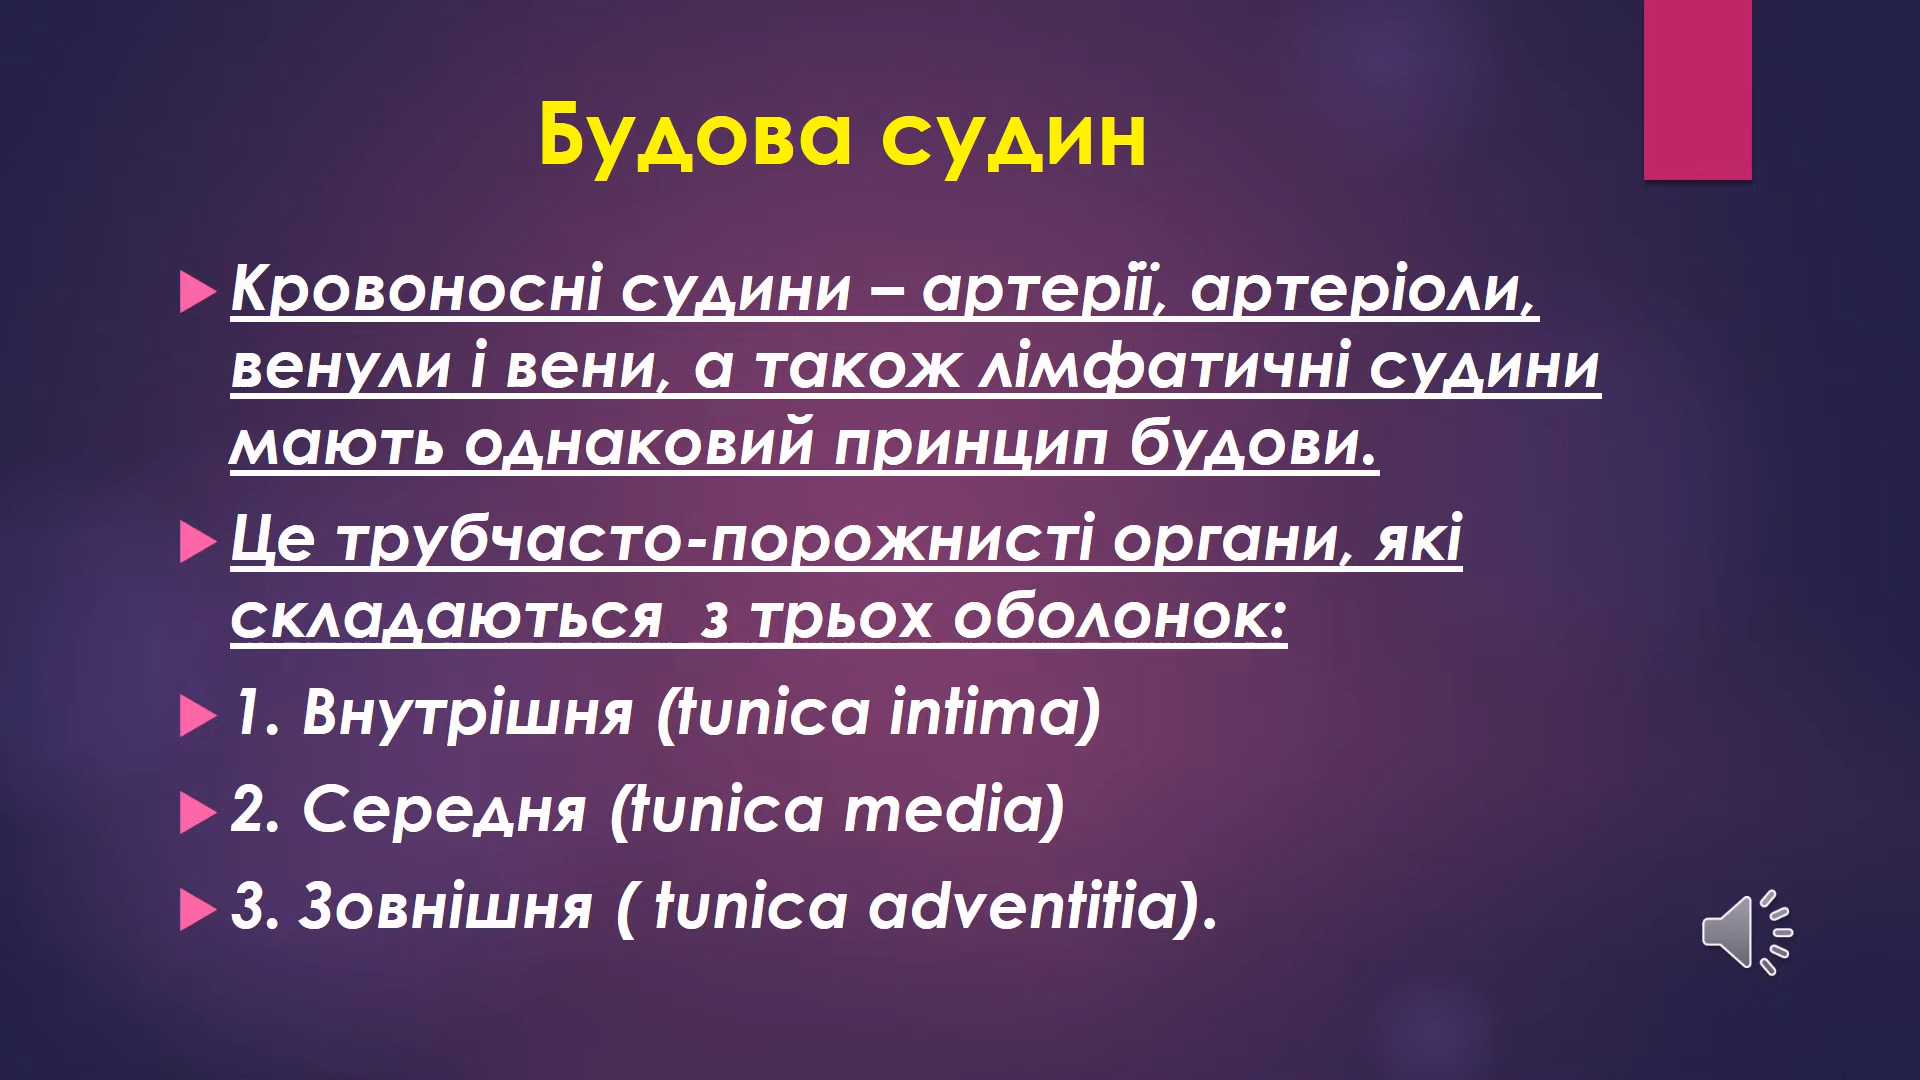 Будова судин
Кровоносні судини – артерії, артеріоли,
венули і вени, а також лімфатичні судини
мають однаковий принцип будови.
Це трубчасто-порожнисті органи, які
складаються  з трьох оболонок:
1. Внутрішня (tunica intima)
2. Середня (tunica media)
3. Зовнішня ( tunica adventitia).